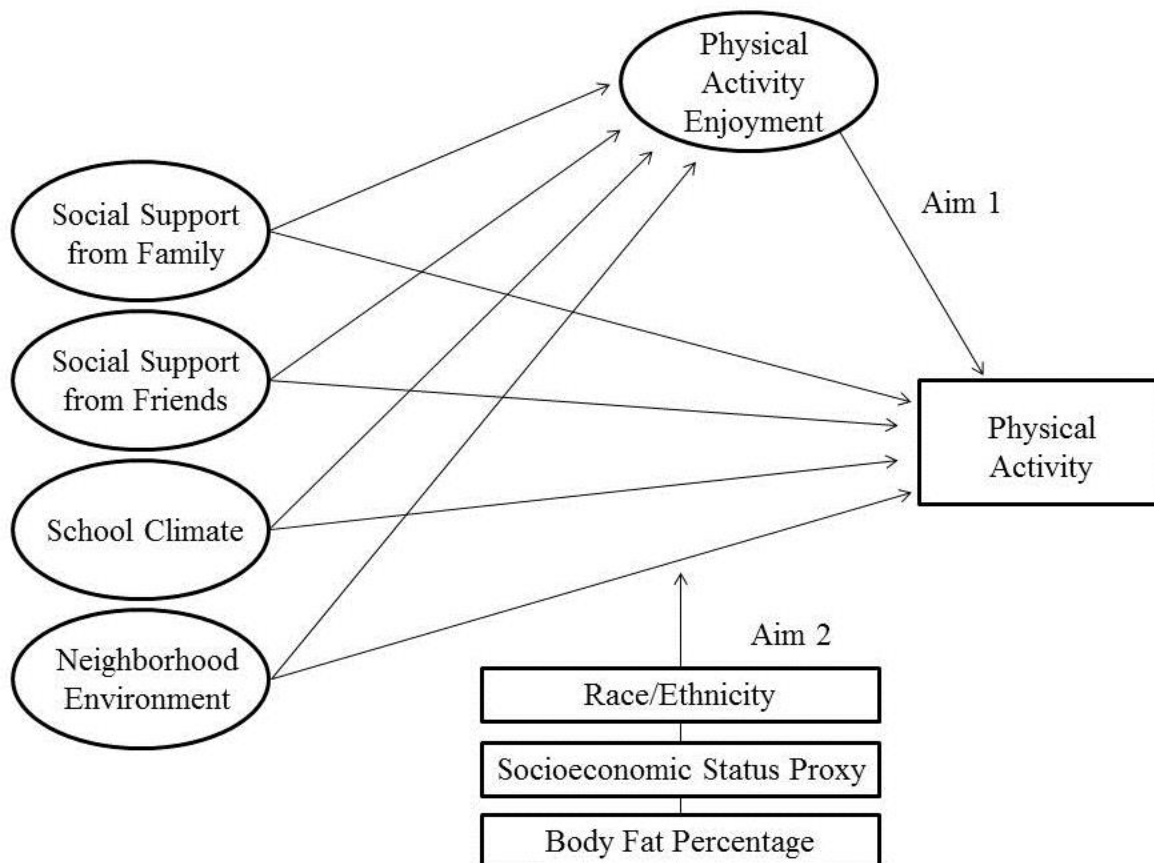 Physical
Activity
Enjoyment
Aim 1
Social Support
from Family
Social Support
from Friends
Physical
Activity
School Climate
Neighborhood
Environment
Aim 2
Race/Ethnicity
Socioeconomic Status Proxy
Body Fat Percentage